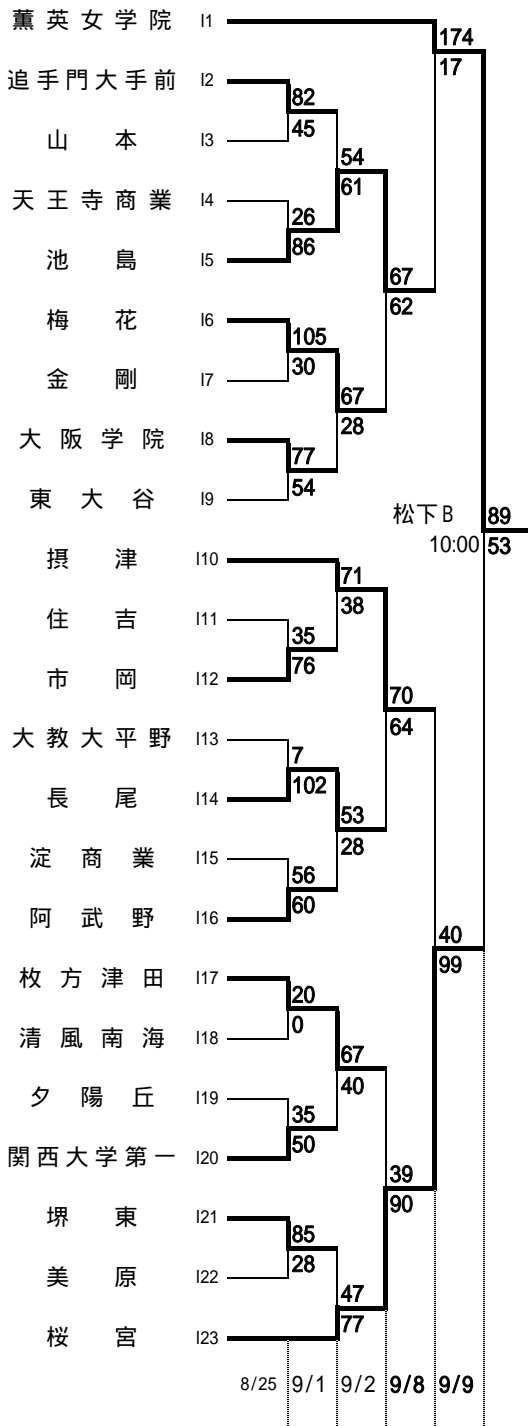 薫英女学院 I1
174
17
追手門大手前 I2
82
45
山本 I3
54
61
天王寺商業 I4
26
86
池島 I5
67
62
梅花 I6
105
30
金剛 I7
67
28
大阪学院 I8
77
54
東大谷 I9
松下B 89
10:00 53
摂津 I10
71
38
住吉 I11
35
76
市岡 I12
70
64
大教大平野 I13
7
102
長尾 I14
53
28
淀商業 I15
56
60
阿武野 I16
40
99
枚方津田 I17
20
0
清風南海 I18
67
40
夕陽丘 I19
35
50
関西大学第一 I20
39
90
堺東 I21
85
28
美原 I22
47
77
桜宮 I23
8/25 9/1 9/2 9/8 9/9